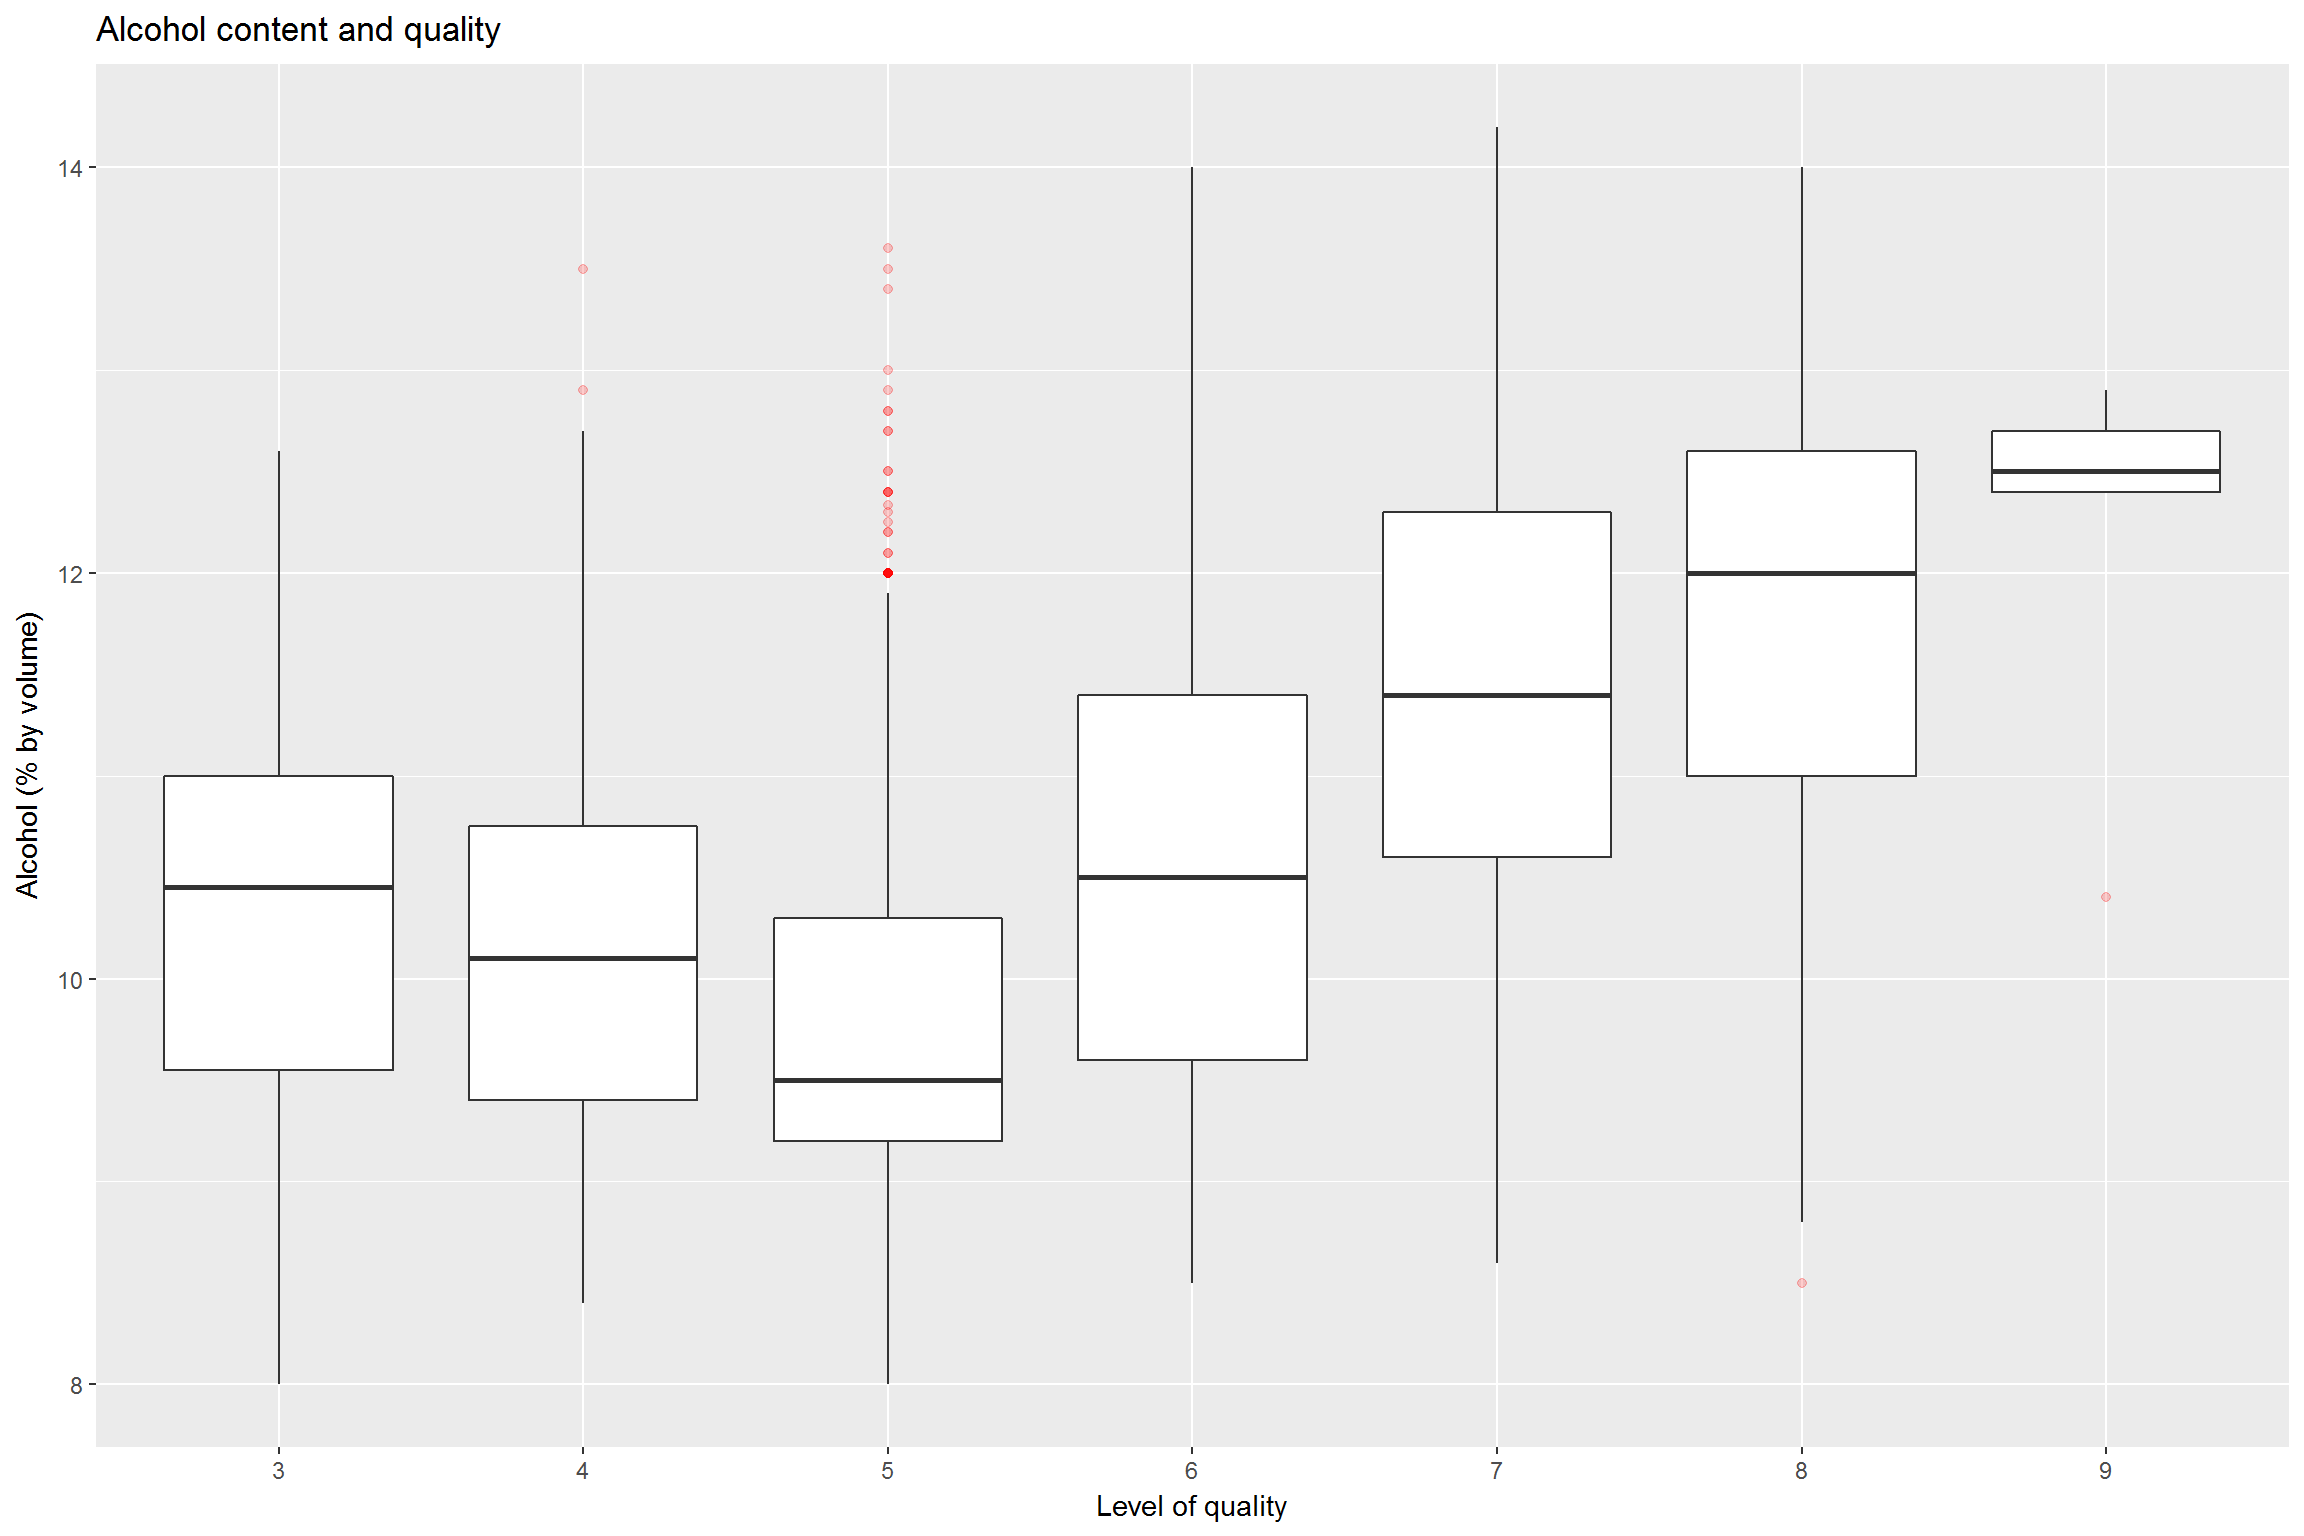 Alcohol content and quality
14
12
10
8
Alcohol (% by volume)
3 4 5 6 7 8 9
Level of quality